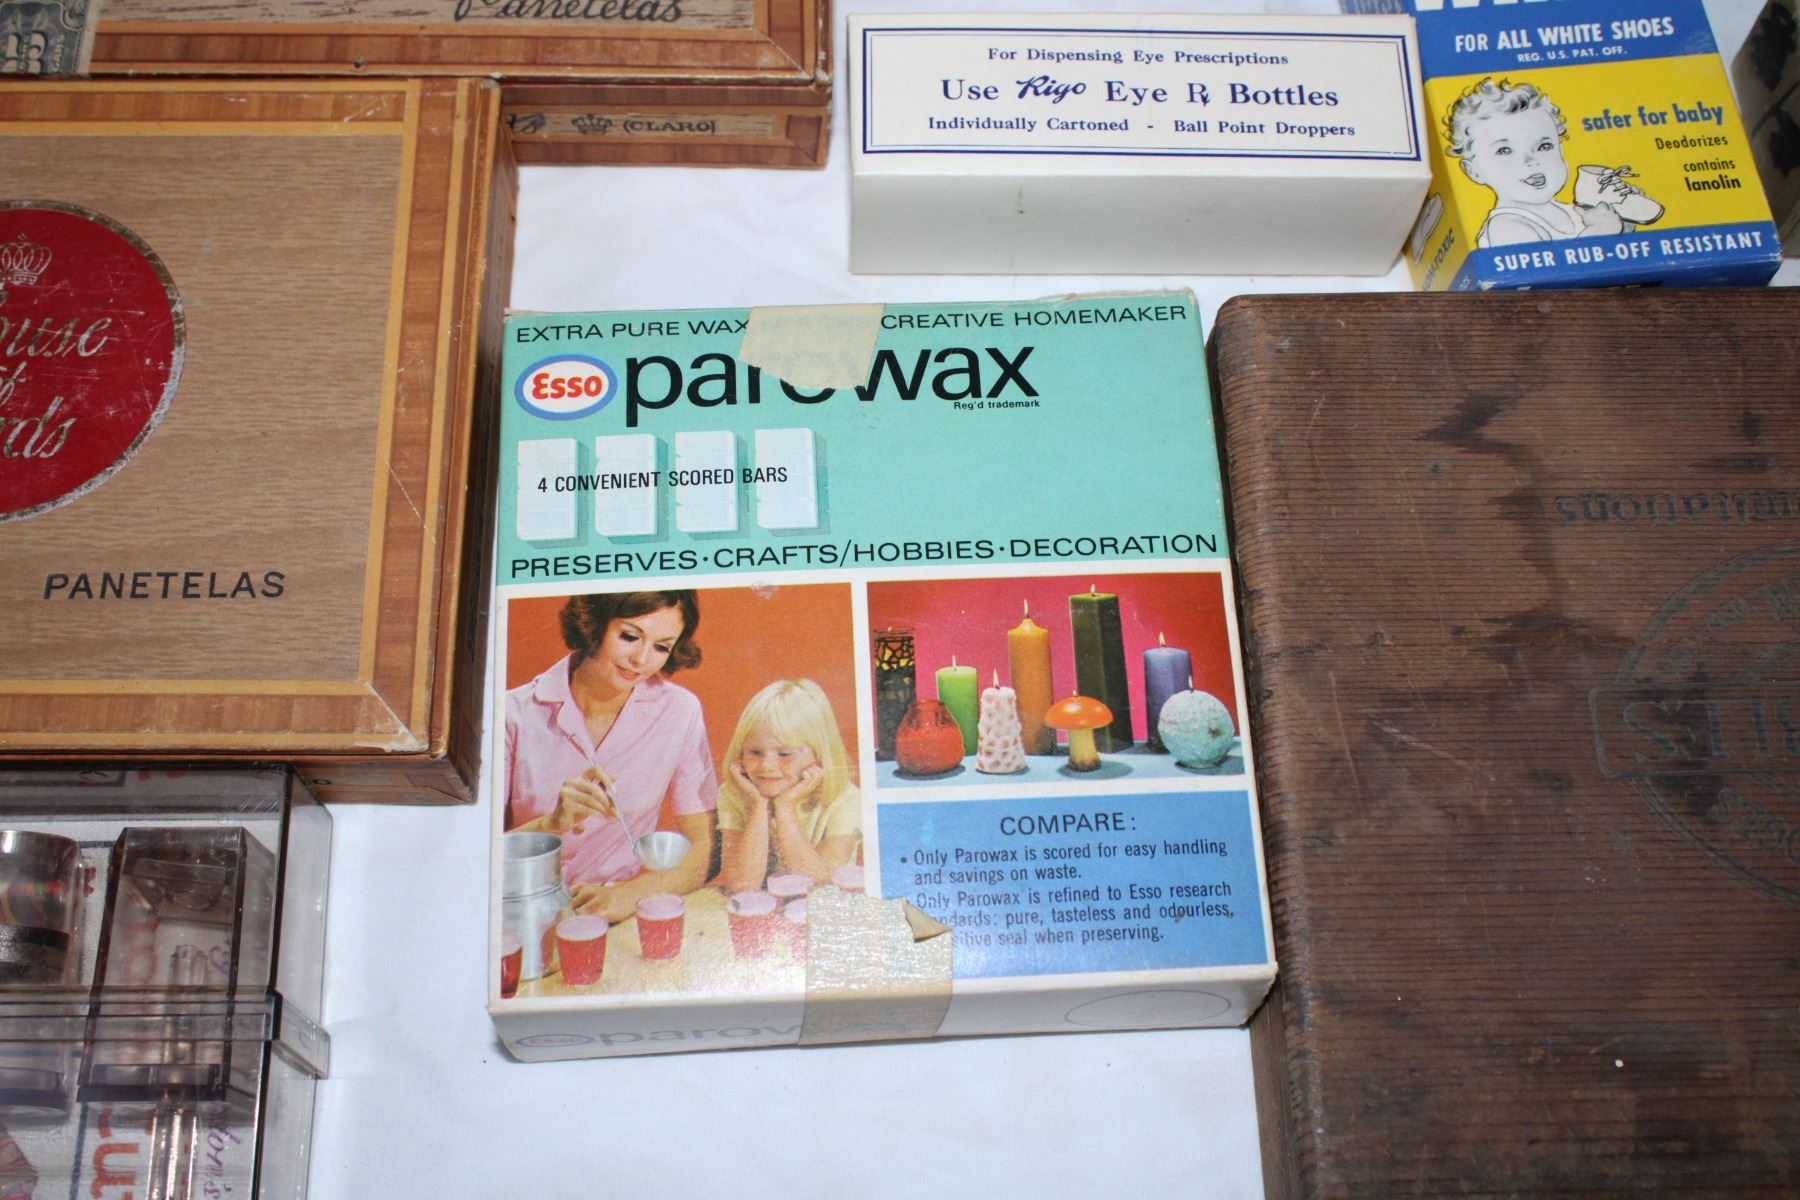 Panetelas
(CLARO)
of
PANETELAS
For Dispensing Eye Prescriptions
Use Rigo Eye ℞ Bottles
Individually Cartoned - Ball Point Droppers
FOR ALL WHITE SHOES
REG. U.S. PAT. OFF.
safer for baby
Deodorizes
contains
lanolin
SUPER RUB-OFF RESISTANT
EXTRA PURE WAX CREATIVE HOMEMAKER
Esso parowax
Reg'd trademark
4 CONVENIENT SCORED BARS
PRESERVES·CRAFTS/HOBBIES·DECORATION
COMPARE:
• Only Parowax is scored for easy handling
and savings on waste.
Only Parowax is refined to Esso research
pure, tasteless and odourless,
seal when preserving.
Esso parow